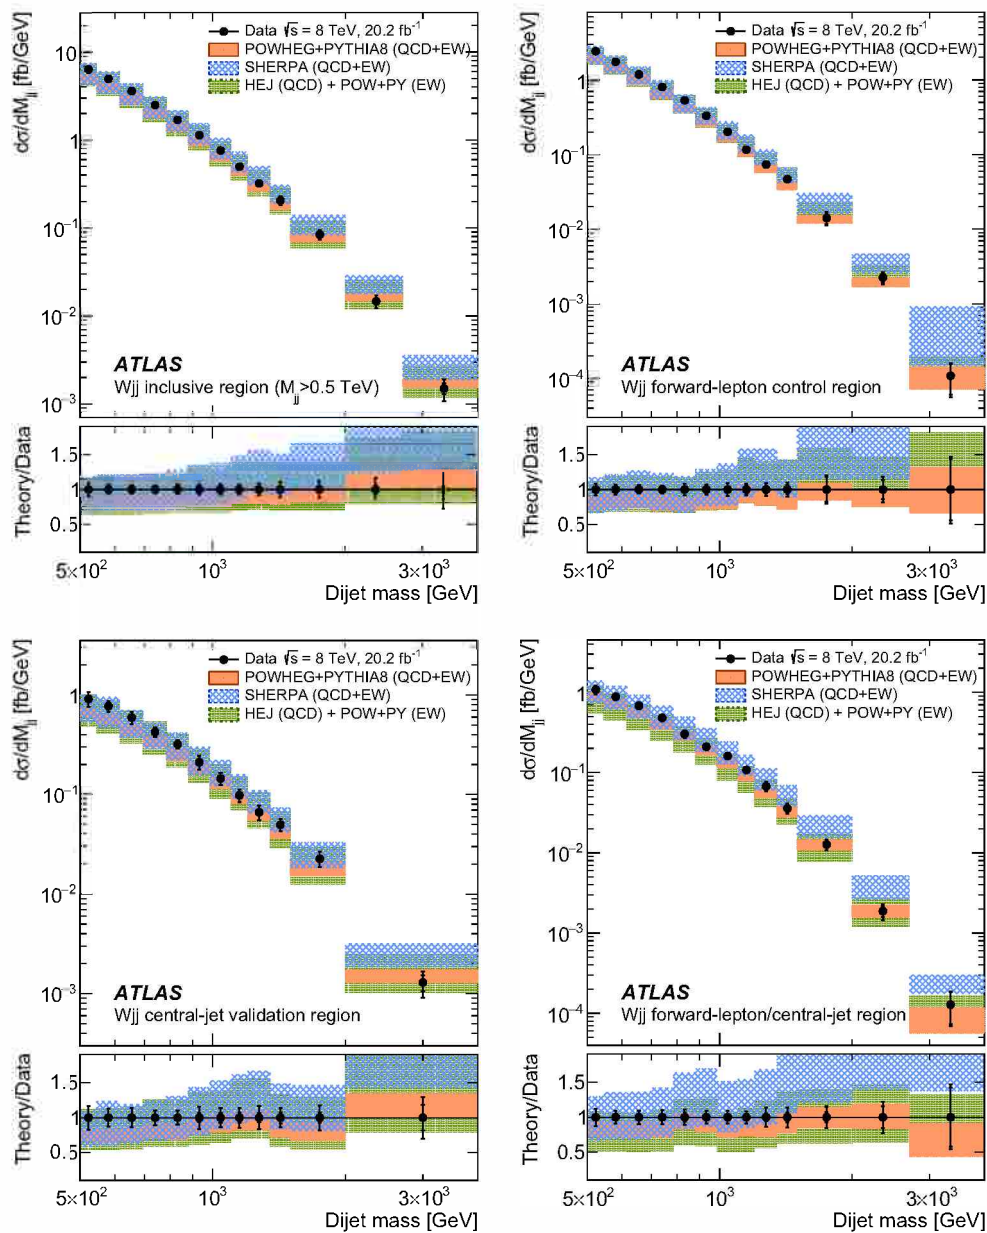 dσ/dM_jj [fb/GeV]
10
1
10⁻¹
10⁻²
10⁻³
Data √s = 8 TeV, 20.2 fb⁻¹
POWHEG+PYTHIA8 (QCD+EW)
SHERPA (QCD+EW)
HEJ (QCD) + POW+PY (EW)
ATLAS
Wjj inclusive region (M_jj>0.5 TeV)
Theory/Data
1.5
1
0.5
5×10² 10³ 3×10³
Dijet mass [GeV]
dσ/dM_jj [fb/GeV]
1
10⁻¹
10⁻²
10⁻³
10⁻⁴
Data √s = 8 TeV, 20.2 fb⁻¹
POWHEG+PYTHIA8 (QCD+EW)
SHERPA (QCD+EW)
HEJ (QCD) + POW+PY (EW)
ATLAS
Wjj forward-lepton control region
Theory/Data
1.5
1
0.5
5×10² 10³ 3×10³
Dijet mass [GeV]
dσ/dM_jj [fb/GeV]
1
10⁻¹
10⁻²
10⁻³
Data √s = 8 TeV, 20.2 fb⁻¹
POWHEG+PYTHIA8 (QCD+EW)
SHERPA (QCD+EW)
HEJ (QCD) + POW+PY (EW)
ATLAS
Wjj central-jet validation region
Theory/Data
1.5
1
0.5
5×10² 10³ 3×10³
Dijet mass [GeV]
dσ/dM_jj [fb/GeV]
1
10⁻¹
10⁻²
10⁻³
10⁻⁴
Data √s = 8 TeV, 20.2 fb⁻¹
POWHEG+PYTHIA8 (QCD+EW)
SHERPA (QCD+EW)
HEJ (QCD) + POW+PY (EW)
ATLAS
Wjj forward-lepton/central-jet region
Theory/Data
1.5
1
0.5
5×10² 10³ 3×10³
Dijet mass [GeV]